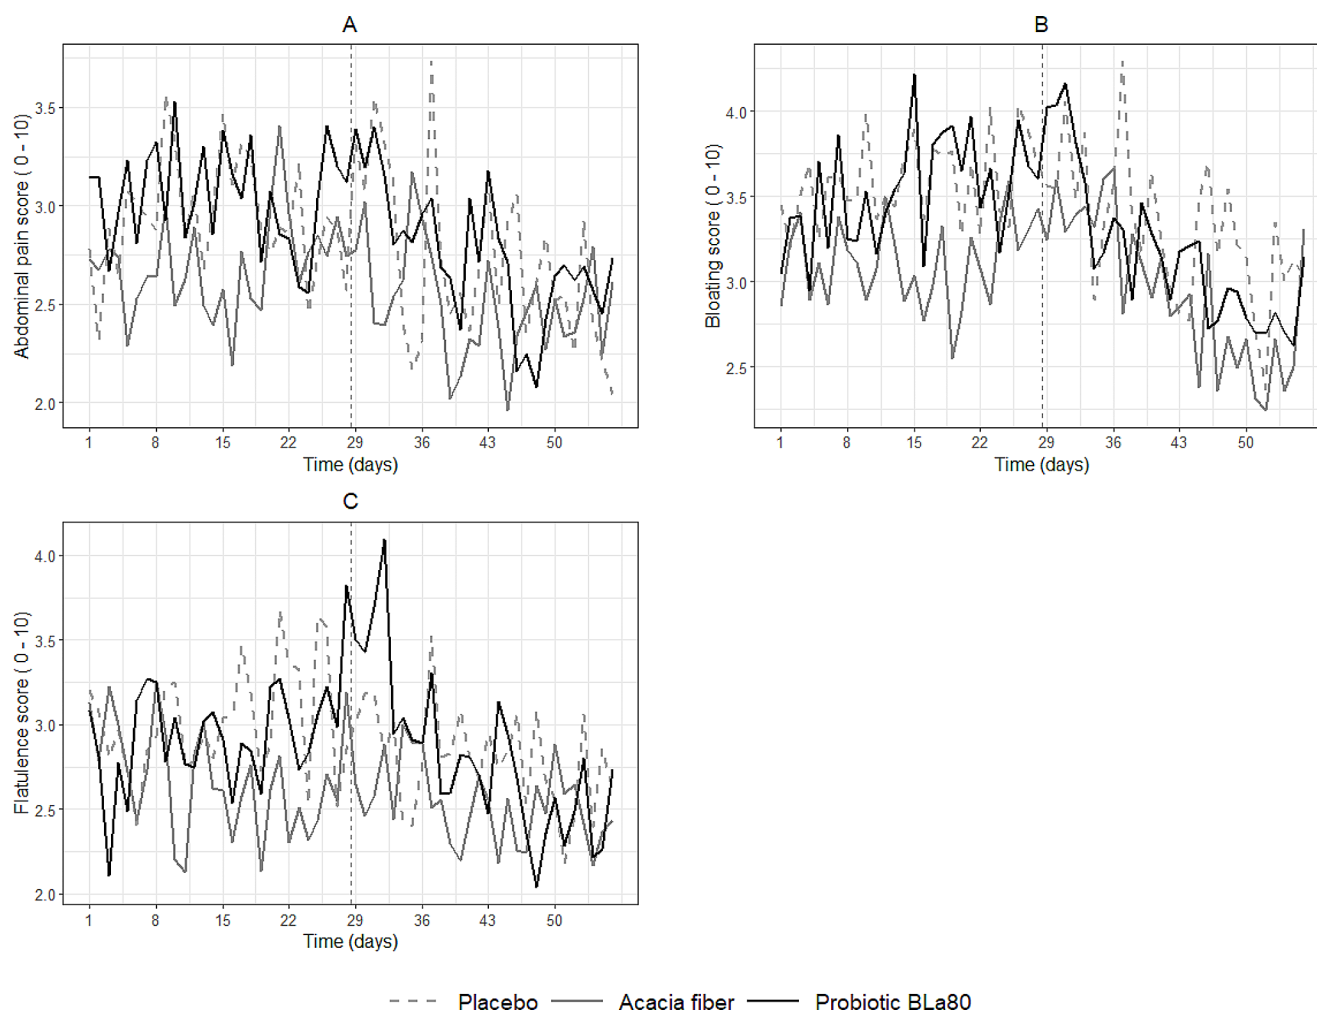 A
Abdominal pain score ( 0 - 10)
3.5
3.0
2.5
2.0
1 8 15 22 29 36 43 50
Time (days)
B
Bloating score ( 0 - 10)
4.0
3.5
3.0
2.5
1 8 15 22 29 36 43 50
Time (days)
C
Flatulence score ( 0 - 10)
4.0
3.5
3.0
2.5
2.0
1 8 15 22 29 36 43 50
Time (days)
Placebo Acacia fiber Probiotic BLa80